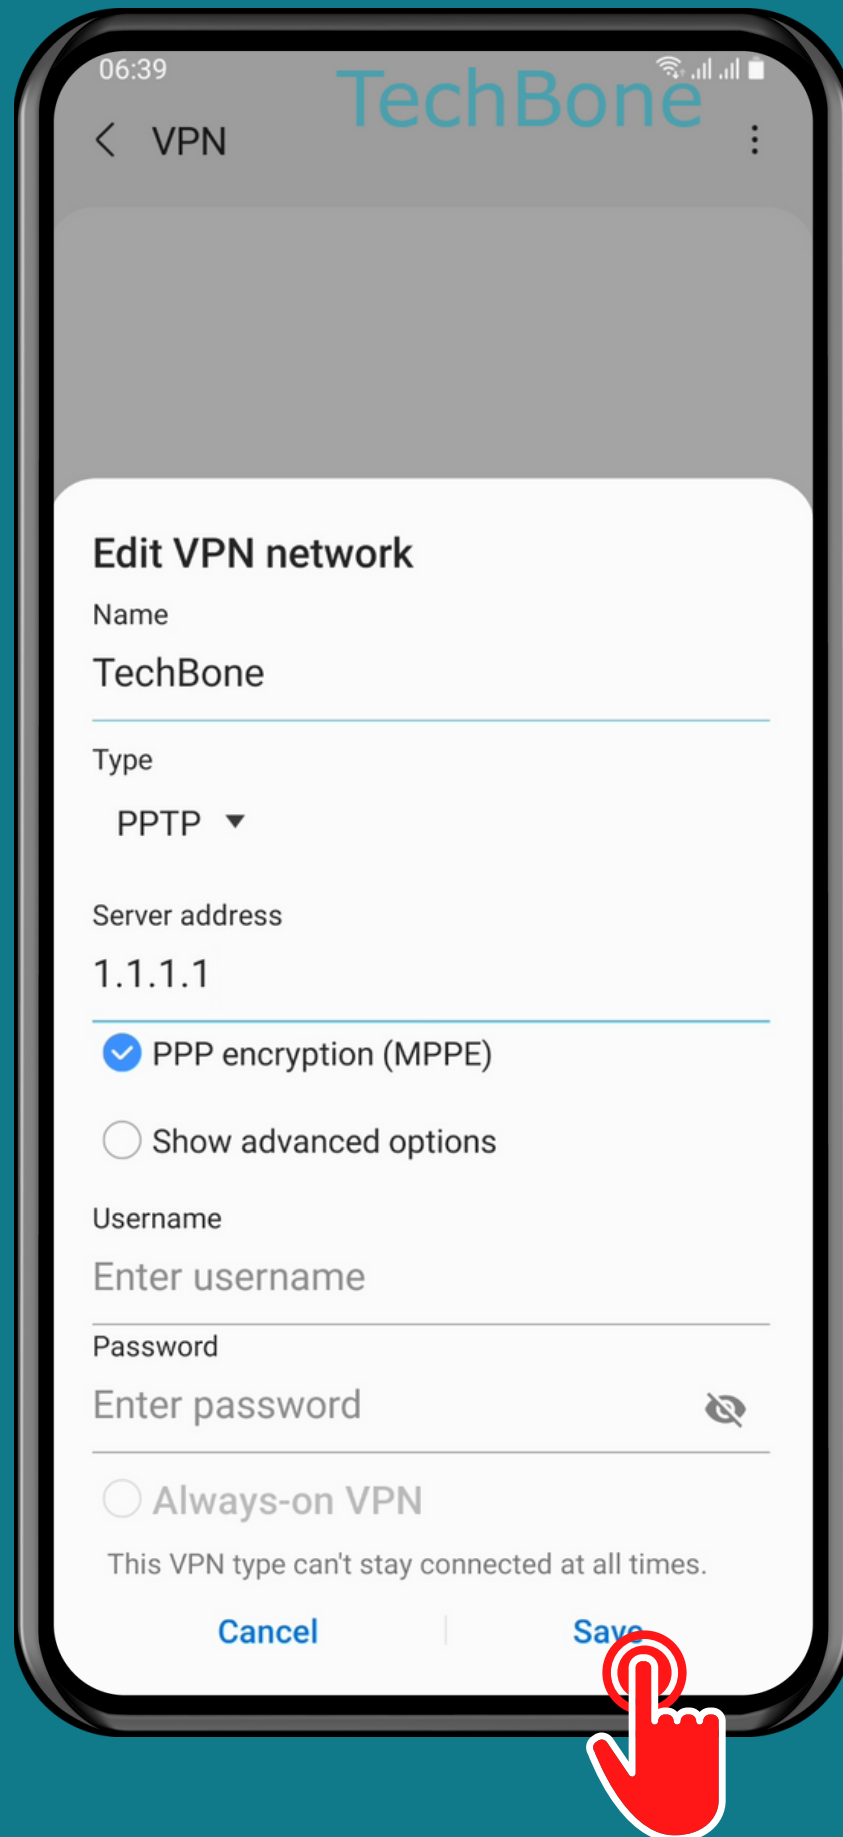 06:39
TechBone
VPN
Edit VPN network
Name
TechBone
Type
PPTP
Server address
1.1.1.1
PPP encryption (MPPE)
Show advanced options
Username
Enter username
Password
Enter password
Always-on VPN
This VPN type can't stay connected at all times.
Cancel
Save